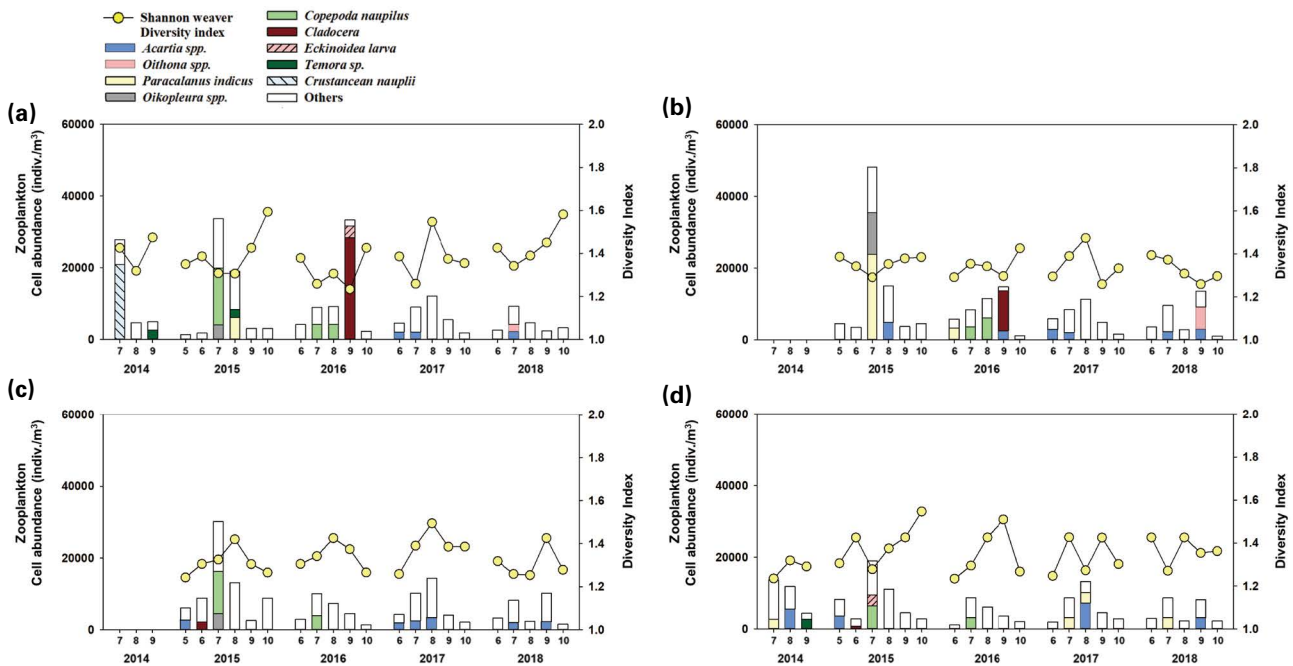 Shannon weaver
Diversity index
Acartia spp.
Oithona spp.
Paracalanus indicus
Oikopleura spp.
Copepoda naupilus
Cladocera
Eckinoidea larva
Temora sp.
Crustancean nauplii
Others
(a)
60000
40000
20000
0
Zooplankton
Cell abundance (indiv./m³)
2.0
1.8
1.6
1.4
1.2
1.0
Diversity Index
7 8 9 5 6 7 8 9 10 6 7 8 9 10 6 7 8 9 10 6 7 8 9 10
2014 2015 2016 2017 2018
(b)
60000
40000
20000
0
Zooplankton
Cell abundance (indiv./m³)
2.0
1.8
1.6
1.4
1.2
1.0
Diversity Index
7 8 9 5 6 7 8 9 10 6 7 8 9 10 6 7 8 9 10 6 7 8 9 10
2014 2015 2016 2017 2018
(c)
60000
40000
20000
0
Zooplankton
Cell abundance (indiv./m³)
2.0
1.8
1.6
1.4
1.2
1.0
Diversity Index
7 8 9 5 6 7 8 9 10 6 7 8 9 10 6 7 8 9 10 6 7 8 9 10
2014 2015 2016 2017 2018
(d)
60000
40000
20000
0
Zooplankton
Cell abundance (indiv./m³)
2.0
1.8
1.6
1.4
1.2
1.0
Diversity Index
7 8 9 5 6 7 8 9 10 6 7 8 9 10 6 7 8 9 10 6 7 8 9 10
2014 2015 2016 2017 2018